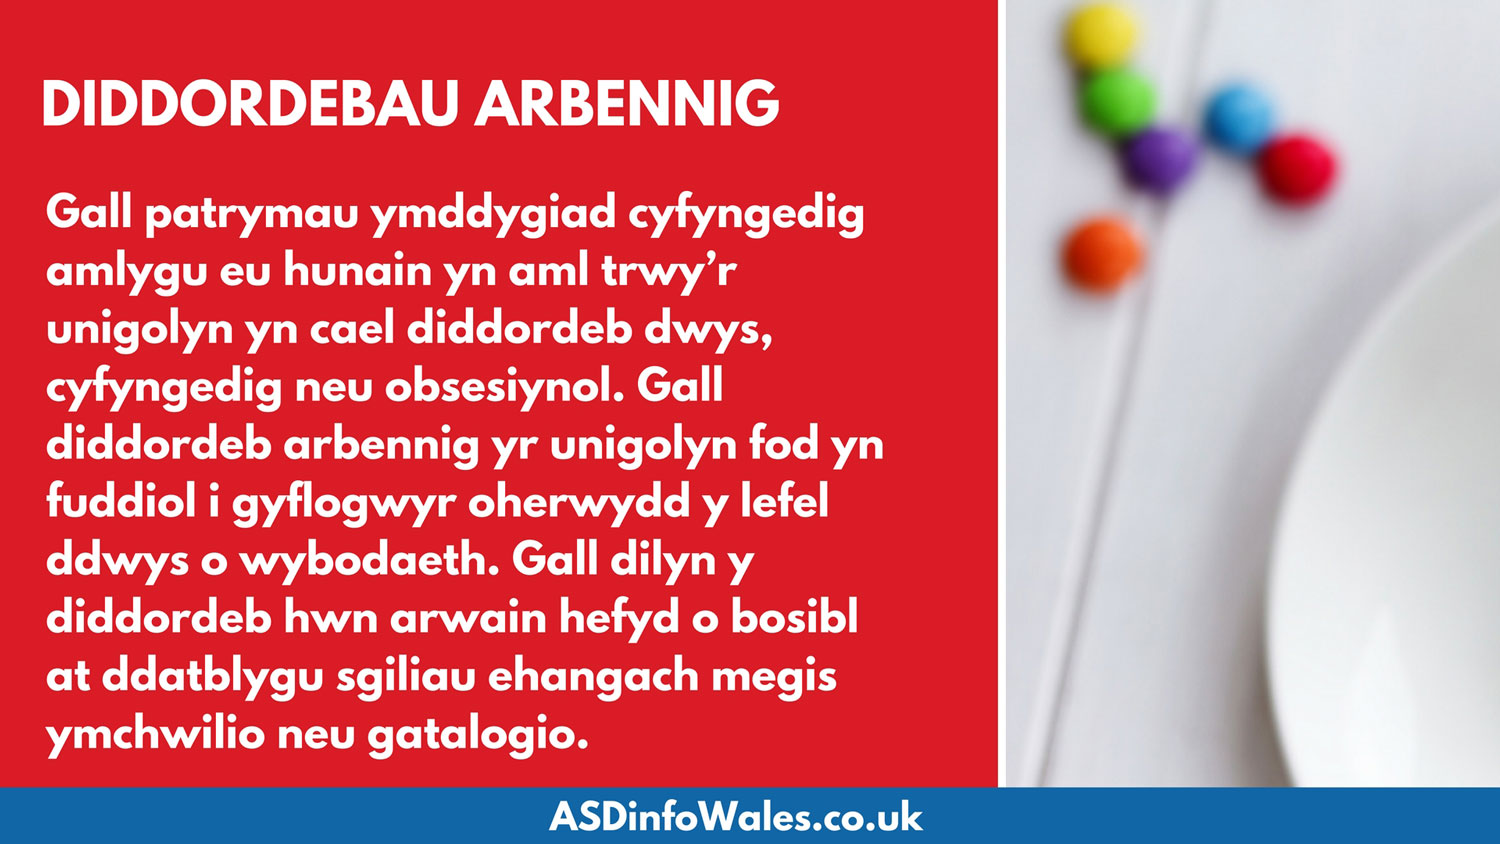 DIDDORDEBAU ARBENNIG
Gall patrymau ymddygiad cyfyngedig
amlygu eu hunain yn aml trwy’r
unigolyn yn cael diddordeb dwys,
cyfyngedig neu obsesiynol. Gall
diddordeb arbennig yr unigolyn fod yn
fuddiol i gyflogwyr oherwydd y lefel
ddwys o wybodaeth. Gall dilyn y
diddordeb hwn arwain hefyd o bosibl
at ddatblygu sgiliau ehangach megis
ymchwilio neu gatalogio.
ASDinfoWales.co.uk